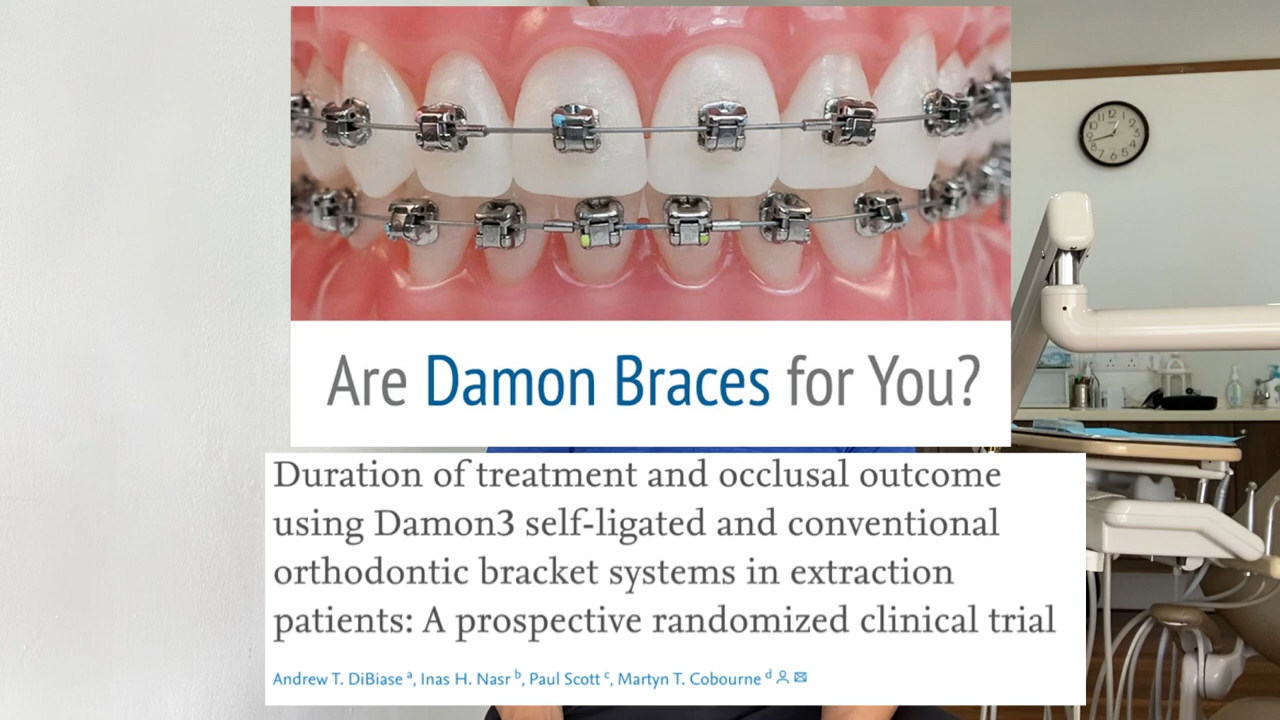 Are Damon Braces for You?
Duration of treatment and occlusal outcome
using Damon3 self-ligated and conventional
orthodontic bracket systems in extraction
patients: A prospective randomized clinical trial
Andrew T. DiBiase a, Inas H. Nasr b, Paul Scott c, Martyn T. Cobourne d